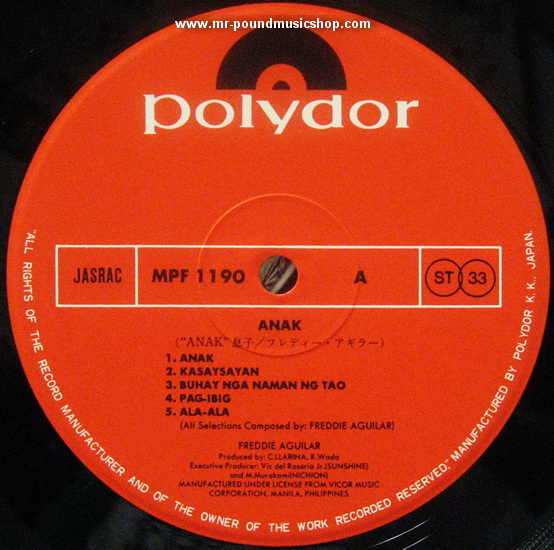 www.mr-poundmusicshop.com
polydor
JASRAC
MPF 1190
A
ST 33
ANAK
("ANAK" 息子/フレディー・アギラー)
1. ANAK
2. KASAYSAYAN
3. BUHAY NGA NAMAN NG TAO
4. PAG-IBIG
5. ALA-ALA
(All Selections Composed by: FREDDIE AGUILAR)
FREDDIE AGUILAR
Produced by: C.LLARINA, R.Wada
Executive Producer: Vic del Rosario Jr.(SUNSHINE)
and M.Murakami(NICHION)
MANUFACTURED UNDER LICENSE FROM VICOR MUSIC
CORPORATION, MANILA, PHILIPPINES
"ALL RIGHTS OF THE RECORD MANUFACTURER AND OF THE OWNER OF THE WORK RECORDED RESERVED," MANUFACTURED BY POLYDOR K.K., JAPAN.